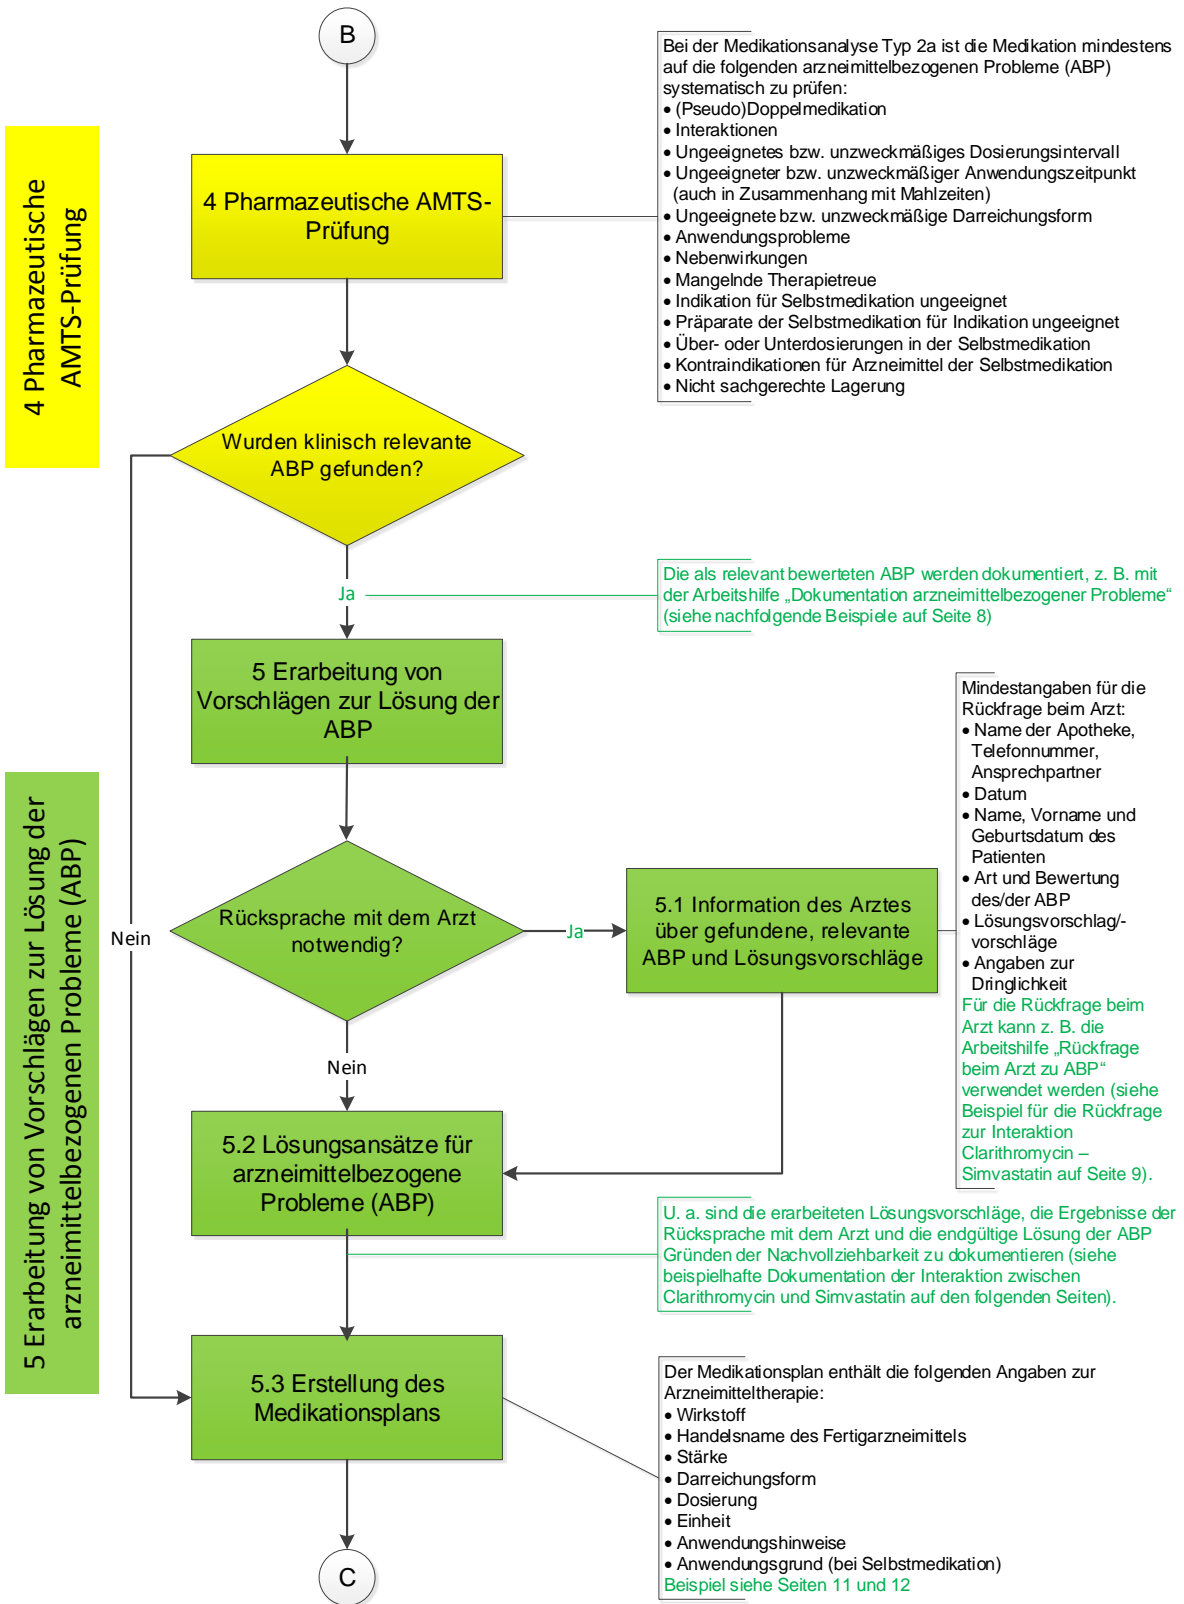 B
Bei der Medikationsanalyse Typ 2a ist die Medikation mindestens
auf die folgenden arzneimittelbezogenen Probleme (ABP)
systematisch zu prüfen:
• (Pseudo)Doppelmedikation
• Interaktionen
• Ungeeignetes bzw. unzweckmäßiges Dosierungsintervall
• Ungeeigneter bzw. unzweckmäßiger Anwendungszeitpunkt
(auch in Zusammenhang mit Mahlzeiten)
• Ungeeignete bzw. unzweckmäßige Darreichungsform
• Anwendungsprobleme
• Nebenwirkungen
• Mangelnde Therapietreue
• Indikation für Selbstmedikation ungeeignet
• Präparate der Selbstmedikation für Indikation ungeeignet
• Über- oder Unterdosierungen in der Selbstmedikation
• Kontraindikationen für Arzneimittel der Selbstmedikation
• Nicht sachgerechte Lagerung
4 Pharmazeutische
AMTS-Prüfung
4 Pharmazeutische AMTS-
Prüfung
Wurden klinisch relevante
ABP gefunden?
Ja
Die als relevant bewerteten ABP werden dokumentiert, z. B. mit
der Arbeitshilfe „Dokumentation arzneimittelbezogener Probleme“
(siehe nachfolgende Beispiele auf Seite 8)
5 Erarbeitung von Vorschlägen zur Lösung der
arzneimittelbezogenen Probleme (ABP)
5 Erarbeitung von
Vorschlägen zur Lösung der
ABP
Nein
Rücksprache mit dem Arzt
notwendig?
Ja
5.1 Information des Arztes
über gefundene, relevante
ABP und Lösungsvorschläge
Mindestangaben für die
Rückfrage beim Arzt:
• Name der Apotheke,
Telefonnummer,
Ansprechpartner
• Datum
• Name, Vorname und
Geburtsdatum des
Patienten
• Art und Bewertung
des/der ABP
• Lösungsvorschlag/-
vorschläge
• Angaben zur
Dringlichkeit
Für die Rückfrage beim
Arzt kann z. B. die
Arbeitshilfe „Rückfrage
beim Arzt zu ABP“
verwendet werden (siehe
Beispiel für die Rückfrage
zur Interaktion
Clarithromycin –
Simvastatin auf Seite 9).
Nein
5.2 Lösungsansätze für
arzneimittelbezogene
Probleme (ABP)
U. a. sind die erarbeiteten Lösungsvorschläge, die Ergebnisse der
Rücksprache mit dem Arzt und die endgültige Lösung der ABP
Gründen der Nachvollziehbarkeit zu dokumentieren (siehe
beispielhafte Dokumentation der Interaktion zwischen
Clarithromycin und Simvastatin auf den folgenden Seiten).
5.3 Erstellung des
Medikationsplans
Der Medikationsplan enthält die folgenden Angaben zur
Arzneimitteltherapie:
• Wirkstoff
• Handelsname des Fertigarzneimittels
• Stärke
• Darreichungsform
• Dosierung
• Einheit
• Anwendungshinweise
• Anwendungsgrund (bei Selbstmedikation)
Beispiel siehe Seiten 11 und 12
C